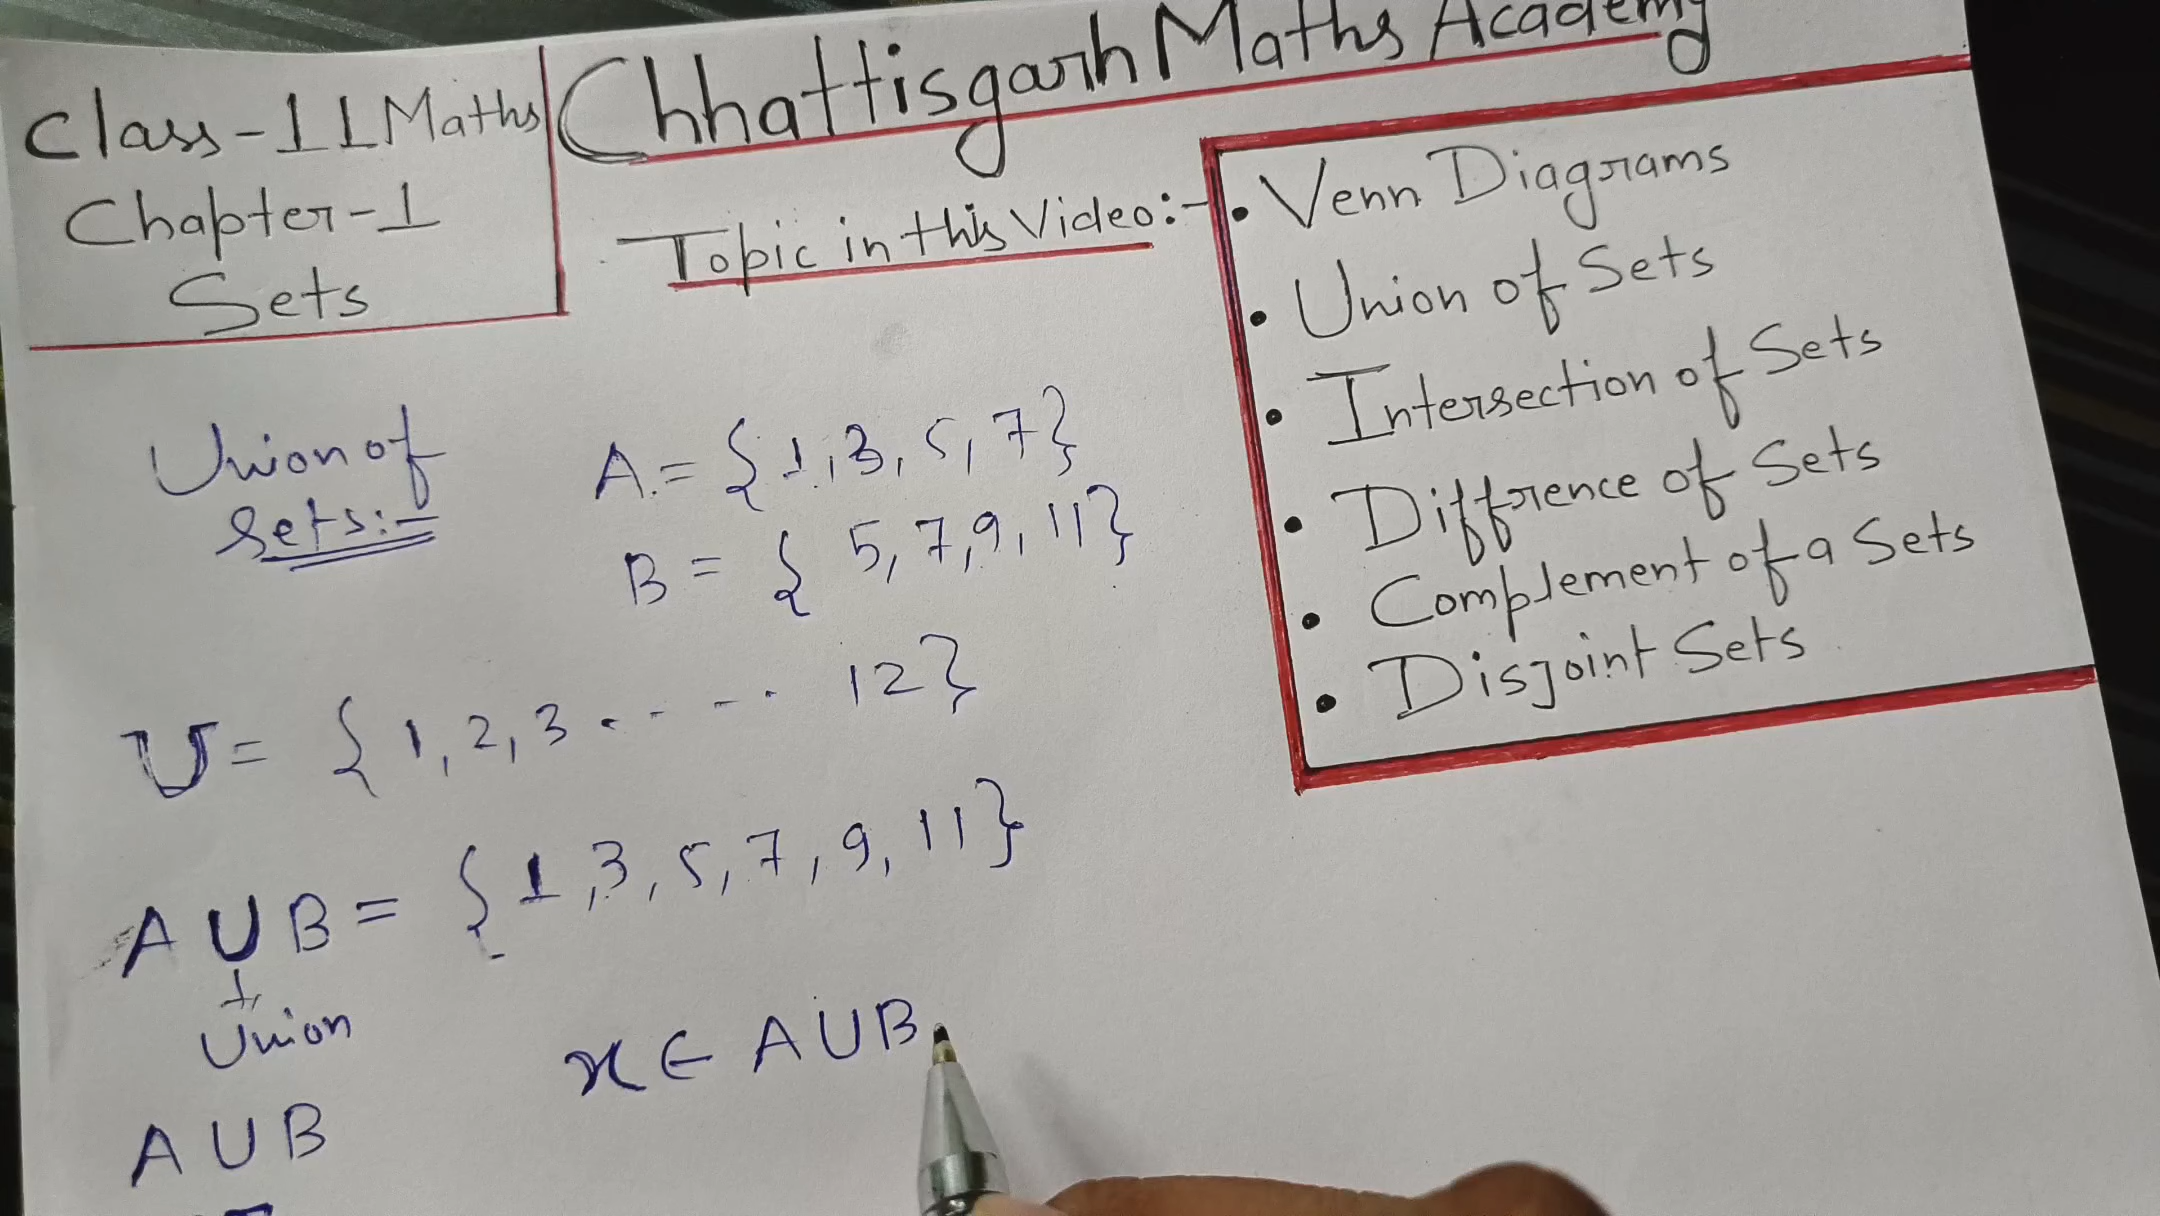 Class-11 Maths
Chapter-1
Sets
Chhattisgarh Maths Academy
Topic in this Video:-
• Venn Diagrams
• Union of Sets
• Intersection of Sets
• Diffrence of Sets
• Complement of a Sets
• Disjoint Sets
Union of
Sets:-
A = {1, 3, 5, 7}
B = { 5, 7, 9, 11}
U = { 1, 2, 3 - - - - - 12}
A U B = { 1, 3, 5, 7, 9, 11}
Union
x ∈ A U B
A U B